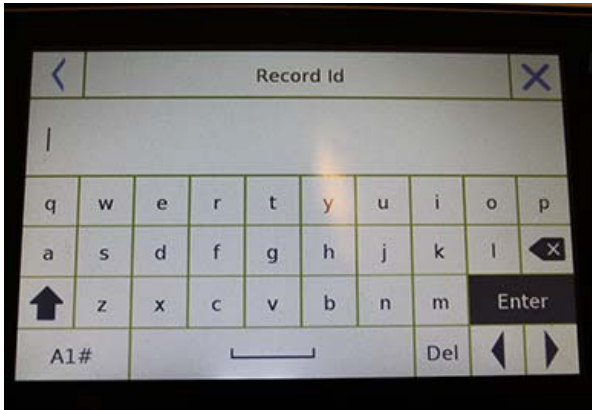 Record Id
q w e r t y u i o p
a s d f g h j k l
z x c v b n m Enter
A1# Del